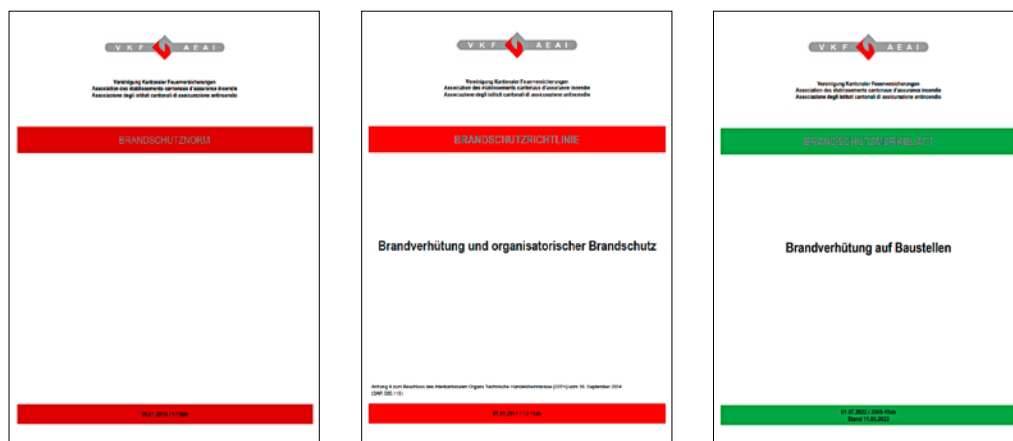 VKF AEAI
Vereinigung Kantonaler Feuerversicherungen
Association des établissements cantonaux d'assurance incendie
Associazione degli istituti cantonali di assicurazione antincendio
BRANDSCHUTZNORM
VKF AEAI
Vereinigung Kantonaler Feuerversicherungen
Association des établissements cantonaux d'assurance incendie
Associazione degli istituti cantonali di assicurazione antincendio
BRANDSCHUTZRICHTLINIE
Brandverhütung und organisatorischer Brandschutz
VKF AEAI
Vereinigung Kantonaler Feuerversicherungen
Association des établissements cantonaux d'assurance incendie
Associazione degli istituti cantonali di assicurazione antincendio
BRANDSCHUTZMERKBLATT
Brandverhütung auf Baustellen